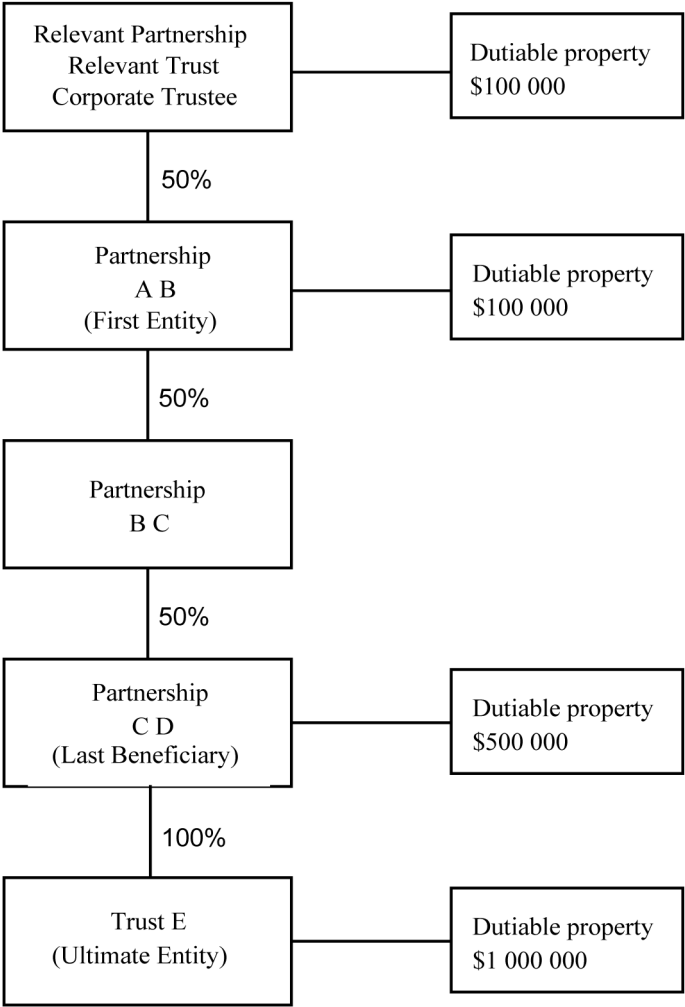 Relevant Partnership
Relevant Trust
Corporate Trustee
Dutiable property
$100 000
50%
Partnership
A B
(First Entity)
Dutiable property
$100 000
50%
Partnership
B C
50%
Partnership
C D
(Last Beneficiary)
Dutiable property
$500 000
100%
Trust E
(Ultimate Entity)
Dutiable property
$1 000 000